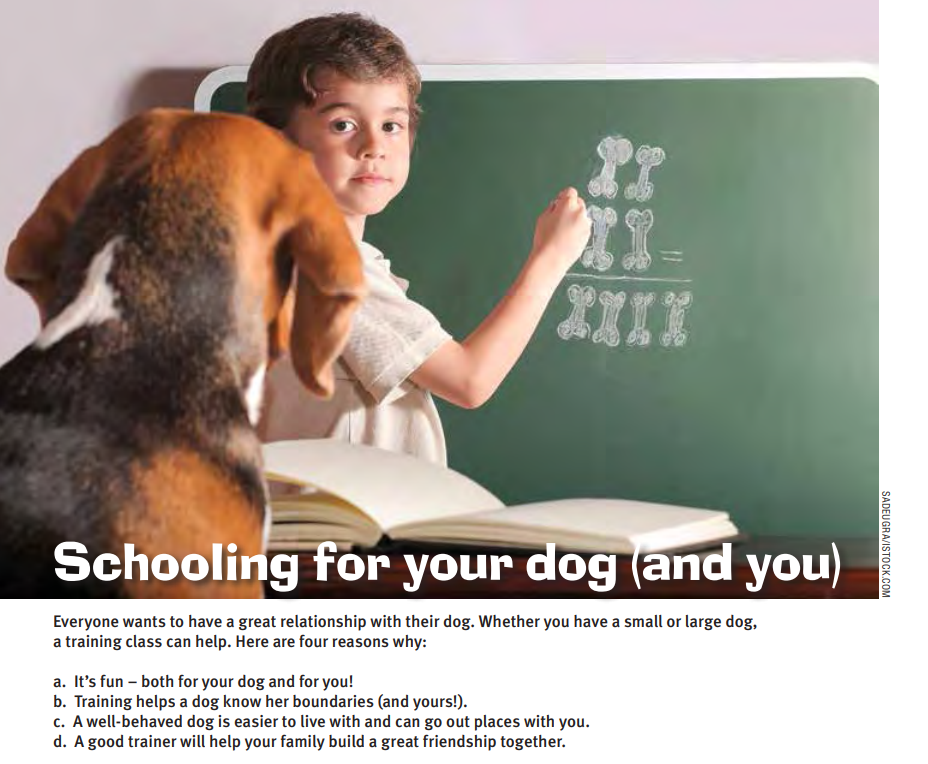 Schooling for your dog (and you)
SADEUGRA/ISTOCK.COM
Everyone wants to have a great relationship with their dog. Whether you have a small or large dog,
a training class can help. Here are four reasons why:
a. It's fun – both for your dog and for you!
b. Training helps a dog know her boundaries (and yours!).
c. A well-behaved dog is easier to live with and can go out places with you.
d. A good trainer will help your family build a great friendship together.